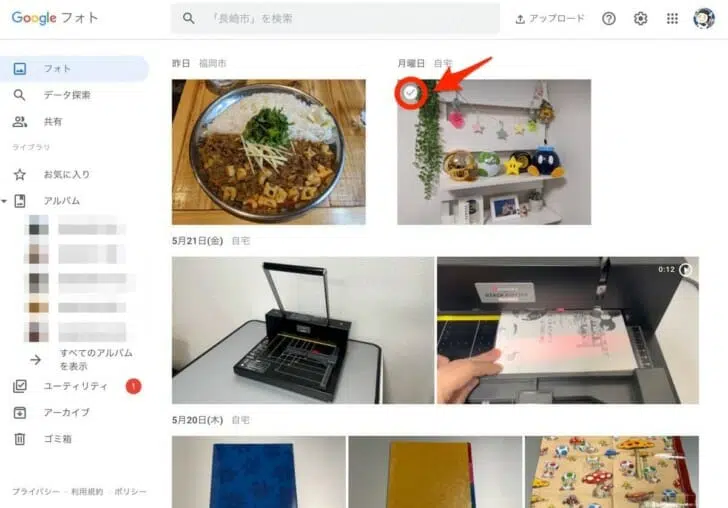 Google フォト
「長崎市」を検索
アップロード
フォト
データ探索
共有
ライブラリ
お気に入り
アルバム
すべてのアルバム
を表示
ユーティリティ
1
アーカイブ
ゴミ箱
プライバシー・利用規約・ポリシー
昨日 福岡市
月曜日 自宅
5月21日(金) 自宅
0:12
5月20日(木) 自宅